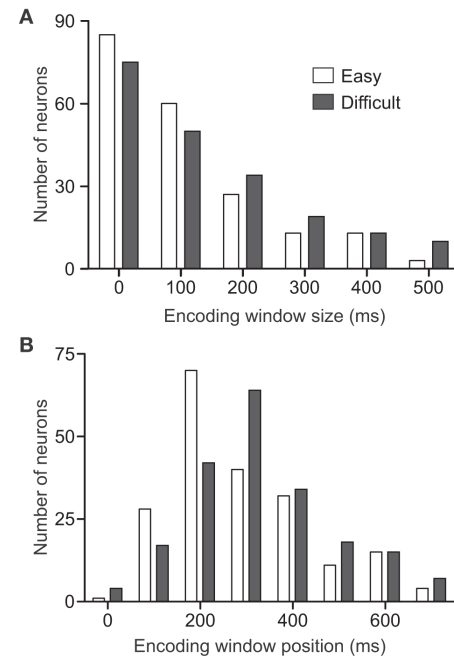 A
90
60
30
0
Number of neurons
Easy
Difficult
0 100 200 300 400 500
Encoding window size (ms)
B
75
50
25
0
Number of neurons
0 200 400 600
Encoding window position (ms)